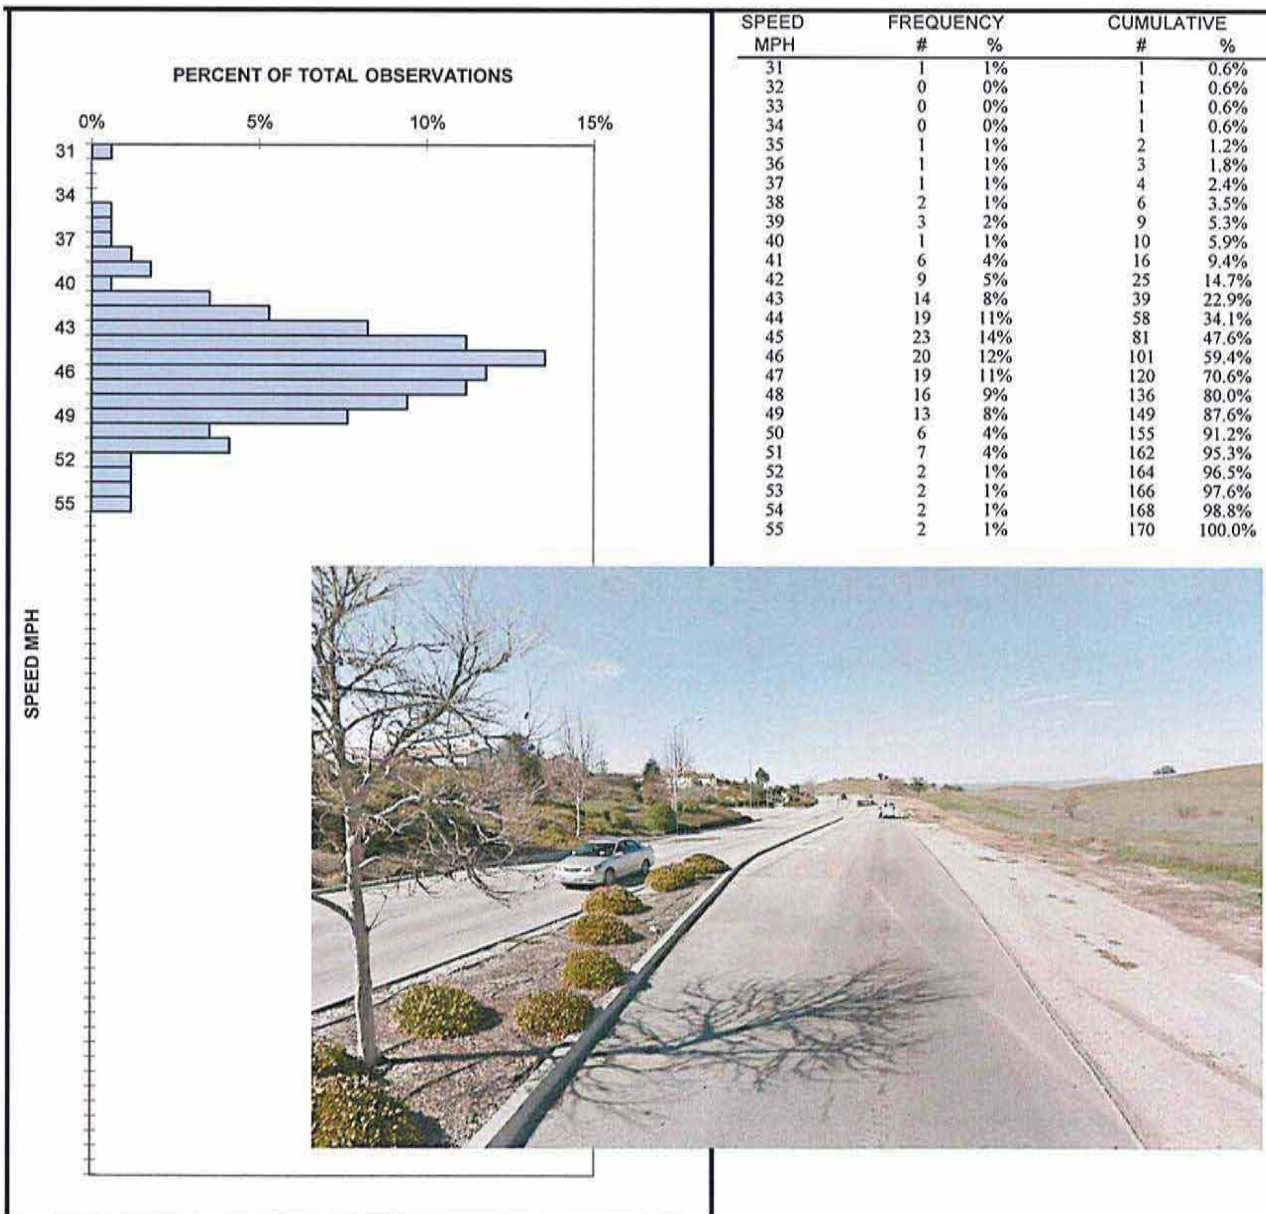 PERCENT OF TOTAL OBSERVATIONS
0% 5% 10% 15%
31
34
37
40
43
46
49
52
55
SPEED MPH
SPEED FREQUENCY CUMULATIVE
MPH # % # %
31 1 1% 1 0.6%
32 0 0% 1 0.6%
33 0 0% 1 0.6%
34 0 0% 1 0.6%
35 1 1% 2 1.2%
36 1 1% 3 1.8%
37 1 1% 4 2.4%
38 2 1% 6 3.5%
39 3 2% 9 5.3%
40 1 1% 10 5.9%
41 6 4% 16 9.4%
42 9 5% 25 14.7%
43 14 8% 39 22.9%
44 19 11% 58 34.1%
45 23 14% 81 47.6%
46 20 12% 101 59.4%
47 19 11% 120 70.6%
48 16 9% 136 80.0%
49 13 8% 149 87.6%
50 6 4% 155 91.2%
51 7 4% 162 95.3%
52 2 1% 164 96.5%
53 2 1% 166 97.6%
54 2 1% 168 98.8%
55 2 1% 170 100.0%